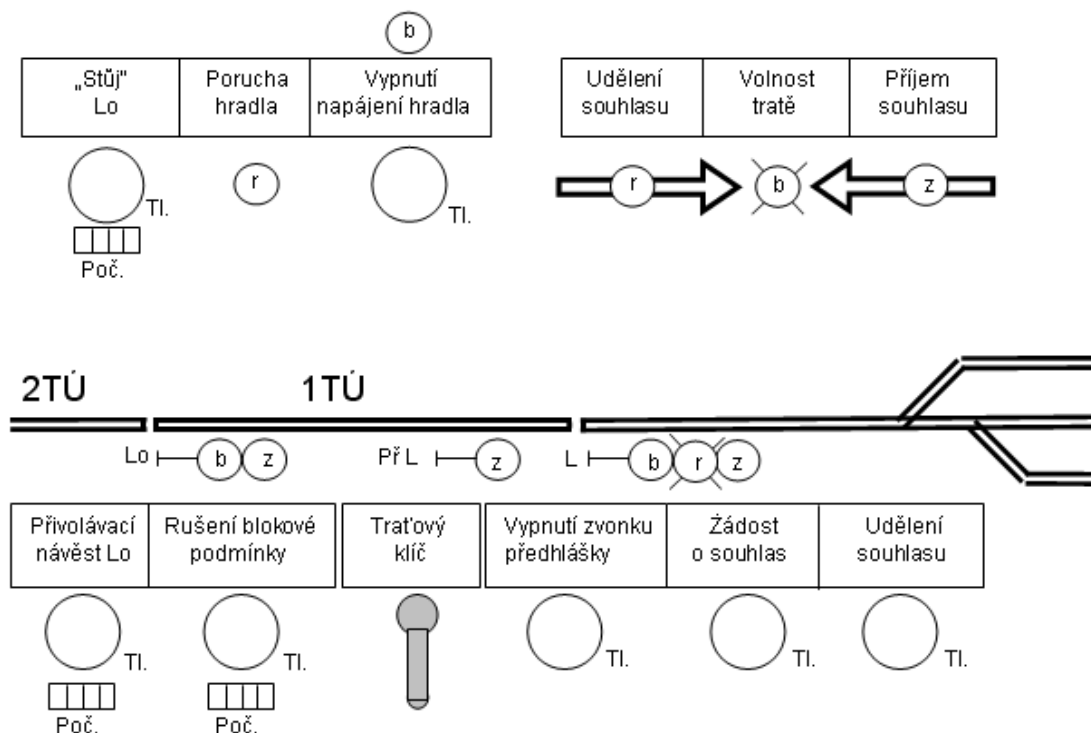 b
„Stůj"
Lo
Porucha
hradla
Vypnutí
napájení hradla
Udělení
souhlasu
Volnost
tratě
Příjem
souhlasu
Tl.
r
Tl.
r
b
z
Poč.
2TÚ
1TÚ
Lo
b
z
Př L
z
L
b
r
z
Přivolávací
návěst Lo
Rušení blokové
podmínky
Traťový
klíč
Vypnutí zvonku
předhlášky
Žádost
o souhlas
Udělení
souhlasu
Tl.
Tl.
Tl.
Tl.
Tl.
Poč.
Poč.